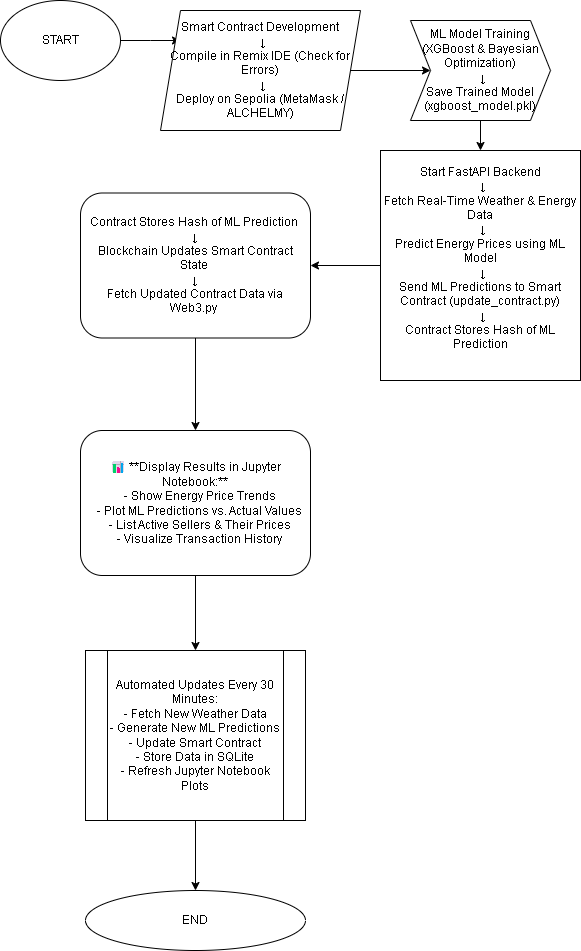 START
Smart Contract Development
↓
Compile in Remix IDE (Check for
Errors)
↓
Deploy on Sepolia (MetaMask /
ALCHELMY)
ML Model Training
(XGBoost & Bayesian
Optimization)
↓
Save Trained Model
(xgboost_model.pkl)
Start FastAPI Backend
↓
Fetch Real-Time Weather & Energy
Data
↓
Predict Energy Prices using ML
Model
↓
Send ML Predictions to Smart
Contract (update_contract.py)
↓
Contract Stores Hash of ML
Prediction
Contract Stores Hash of ML Prediction
↓
Blockchain Updates Smart Contract
State
↓
Fetch Updated Contract Data via
Web3.py
📊 **Display Results in Jupyter
Notebook:**
- Show Energy Price Trends
- Plot ML Predictions vs. Actual Values
- List Active Sellers & Their Prices
- Visualize Transaction History
Automated Updates Every 30
Minutes:
- Fetch New Weather Data
- Generate New ML Predictions
- Update Smart Contract
- Store Data in SQLite
- Refresh Jupyter Notebook
Plots
END